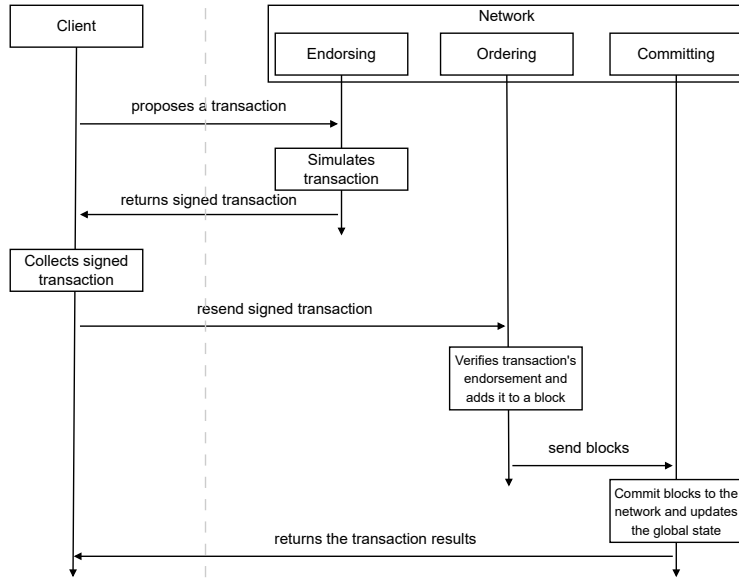 Client
Network
Endorsing
Ordering
Committing
proposes a transaction
Simulates
transaction
returns signed transaction
Collects signed
transaction
resend signed transaction
Verifies transaction's
endorsement and
adds it to a block
send blocks
Commit blocks to the
network and updates
the global state
returns the transaction results